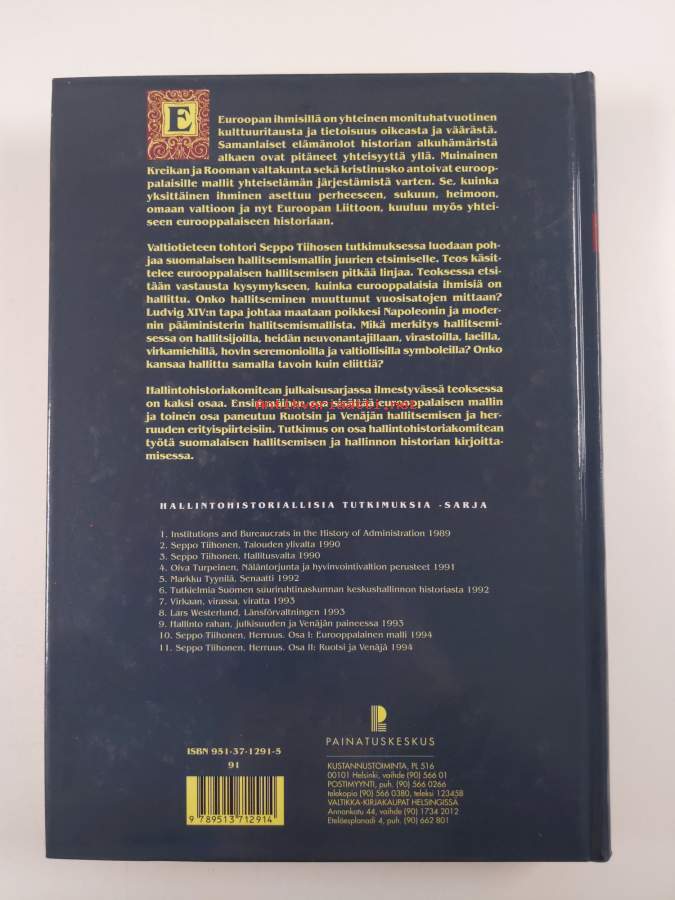 E Euroopan ihmisillä on yhteinen monituhatvuotinen
kulttuuritausta ja tietoisuus oikeasta ja väärästä.
Samanlaiset elämänolot historian alkuhämäristä
alkaen ovat pitäneet yhteisyyttä yllä. Muinainen
Kreikan ja Rooman valtakunta sekä kristinusko antoivat euroop-
palaisille mallit yhteiselämän järjestämistä varten. Se, kuinka
yksittäinen ihminen asettuu perheeseen, sukuun, heimoon,
omaan valtioon ja nyt Euroopan Liittoon, kuuluu myös yhtei-
seen eurooppalaiseen historiaan.
Valtiotieteen tohtori Seppo Tiihosen tutkimuksessa luodaan poh-
jaa suomalaisen hallitsemismallin juurien etsimiselle. Teos käsit-
telee eurooppalaisen hallitsemisen pitkää linjaa. Teoksessa etsi-
tään vastausta kysymykseen, kuinka eurooppalaisia ihmisiä on
hallittu. Onko hallitseminen muuttunut vuosisatojen mittaan?
Ludvig XIV:n tapa johtaa maataan poikkesi Napoleonin ja moder-
nin pääministerin hallitsemismallista. Mikä merkitys hallitsemi-
sessa on hallitsijoilla, heidän neuvonantajillaan, virastoilla, laeilla,
virkamiehillä, hovin seremonioilla ja valtiollisilla symboleilla? Onko
kansaa hallittu samalla tavoin kuin eliittiä?
Hallintohistoriakomitean julkaisusarjassa ilmestyvässä teoksessa
on kaksi osaa. Ensimmäinen osa sisältää eurooppalaisen mallin
ja toinen osa paneutuu Ruotsin ja Venäjän hallitsemisen ja her-
ruuden erityispiirteisiin. Tutkimus on osa hallintohistoriakomitean
työtä suomalaisen hallitsemisen ja hallinnon historian kirjoitta-
misessa.
HALLINTOHISTORIALLISIA TUTKIMUKSIA -SARJA
1. Institutions and Bureaucrats in the History of Administration 1989
2. Seppo Tiihonen, Talouden ylivalta 1990
3. Seppo Tiihonen, Hallitusvalta 1990
4. Oiva Turpeinen, Näläntorjunta ja hyvinvointivaltion perusteet 1991
5. Markku Tyynilä, Senaatti 1992
6. Tutkielmia Suomen suuriruhtinaskunnan keskushallinnon historiasta 1992
7. Virkaan, virassa, viratta 1993
8. Lars Westerlund, Länsförvaltningen 1993
9. Hallinto rahan, julkisuuden ja Venäjän paineessa 1993
10. Seppo Tiihonen, Herruus. Osa I: Eurooppalainen malli 1994
11. Seppo Tiihonen, Herruus. Osa II: Ruotsi ja Venäjä 1994
ISBN 951-37-1291-5
91
9 789513 712914
PAINATUSKESKUS
KUSTANNUSTOIMINTA, PL 516
00101 Helsinki, vaihde (90) 566 01
POSTIMYYNTI, puh. (90) 566 0266
telekopio (90) 566 0380, teleksi 123458
VALTIKKA-KIRJAKAUPAT HELSINGISSÄ
Annankatu 44, vaihde (90) 1734 2012
Eteläesplanadi 4, puh. (90) 662 801